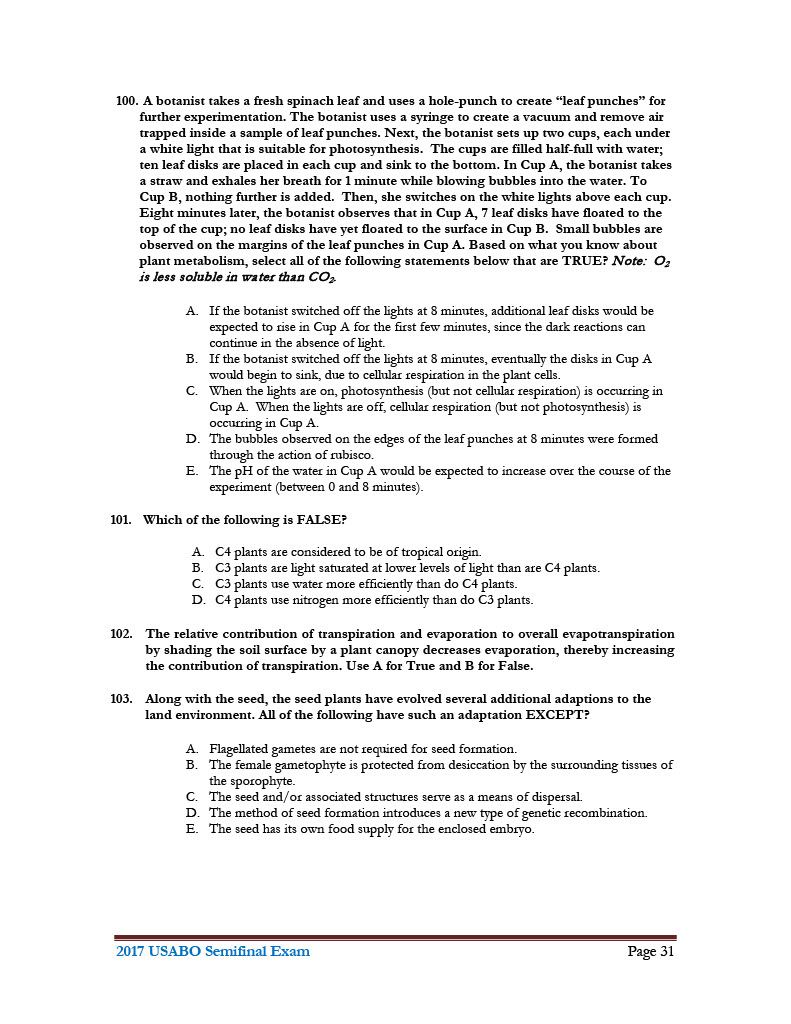 100. A botanist takes a fresh spinach leaf and uses a hole-punch to create “leaf punches” for
further experimentation. The botanist uses a syringe to create a vacuum and remove air
trapped inside a sample of leaf punches. Next, the botanist sets up two cups, each under
a white light that is suitable for photosynthesis. The cups are filled half-full with water;
ten leaf disks are placed in each cup and sink to the bottom. In Cup A, the botanist takes
a straw and exhales her breath for 1 minute while blowing bubbles into the water. To
Cup B, nothing further is added. Then, she switches on the white lights above each cup.
Eight minutes later, the botanist observes that in Cup A, 7 leaf disks have floated to the
top of the cup; no leaf disks have yet floated to the surface in Cup B. Small bubbles are
observed on the margins of the leaf punches in Cup A. Based on what you know about
plant metabolism, select all of the following statements below that are TRUE? Note: O2
is less soluble in water than CO2.
A. If the botanist switched off the lights at 8 minutes, additional leaf disks would be
expected to rise in Cup A for the first few minutes, since the dark reactions can
continue in the absence of light.
B. If the botanist switched off the lights at 8 minutes, eventually the disks in Cup A
would begin to sink, due to cellular respiration in the plant cells.
C. When the lights are on, photosynthesis (but not cellular respiration) is occurring in
Cup A. When the lights are off, cellular respiration (but not photosynthesis) is
occurring in Cup A.
D. The bubbles observed on the edges of the leaf punches at 8 minutes were formed
through the action of rubisco.
E. The pH of the water in Cup A would be expected to increase over the course of the
experiment (between 0 and 8 minutes).
101. Which of the following is FALSE?
A. C4 plants are considered to be of tropical origin.
B. C3 plants are light saturated at lower levels of light than are C4 plants.
C. C3 plants use water more efficiently than do C4 plants.
D. C4 plants use nitrogen more efficiently than do C3 plants.
102. The relative contribution of transpiration and evaporation to overall evapotranspiration
by shading the soil surface by a plant canopy decreases evaporation, thereby increasing
the contribution of transpiration. Use A for True and B for False.
103. Along with the seed, the seed plants have evolved several additional adaptions to the
land environment. All of the following have such an adaptation EXCEPT?
A. Flagellated gametes are not required for seed formation.
B. The female gametophyte is protected from desiccation by the surrounding tissues of
the sporophyte.
C. The seed and/or associated structures serve as a means of dispersal.
D. The method of seed formation introduces a new type of genetic recombination.
E. The seed has its own food supply for the enclosed embryo.
2017 USABO Semifinal Exam Page 31